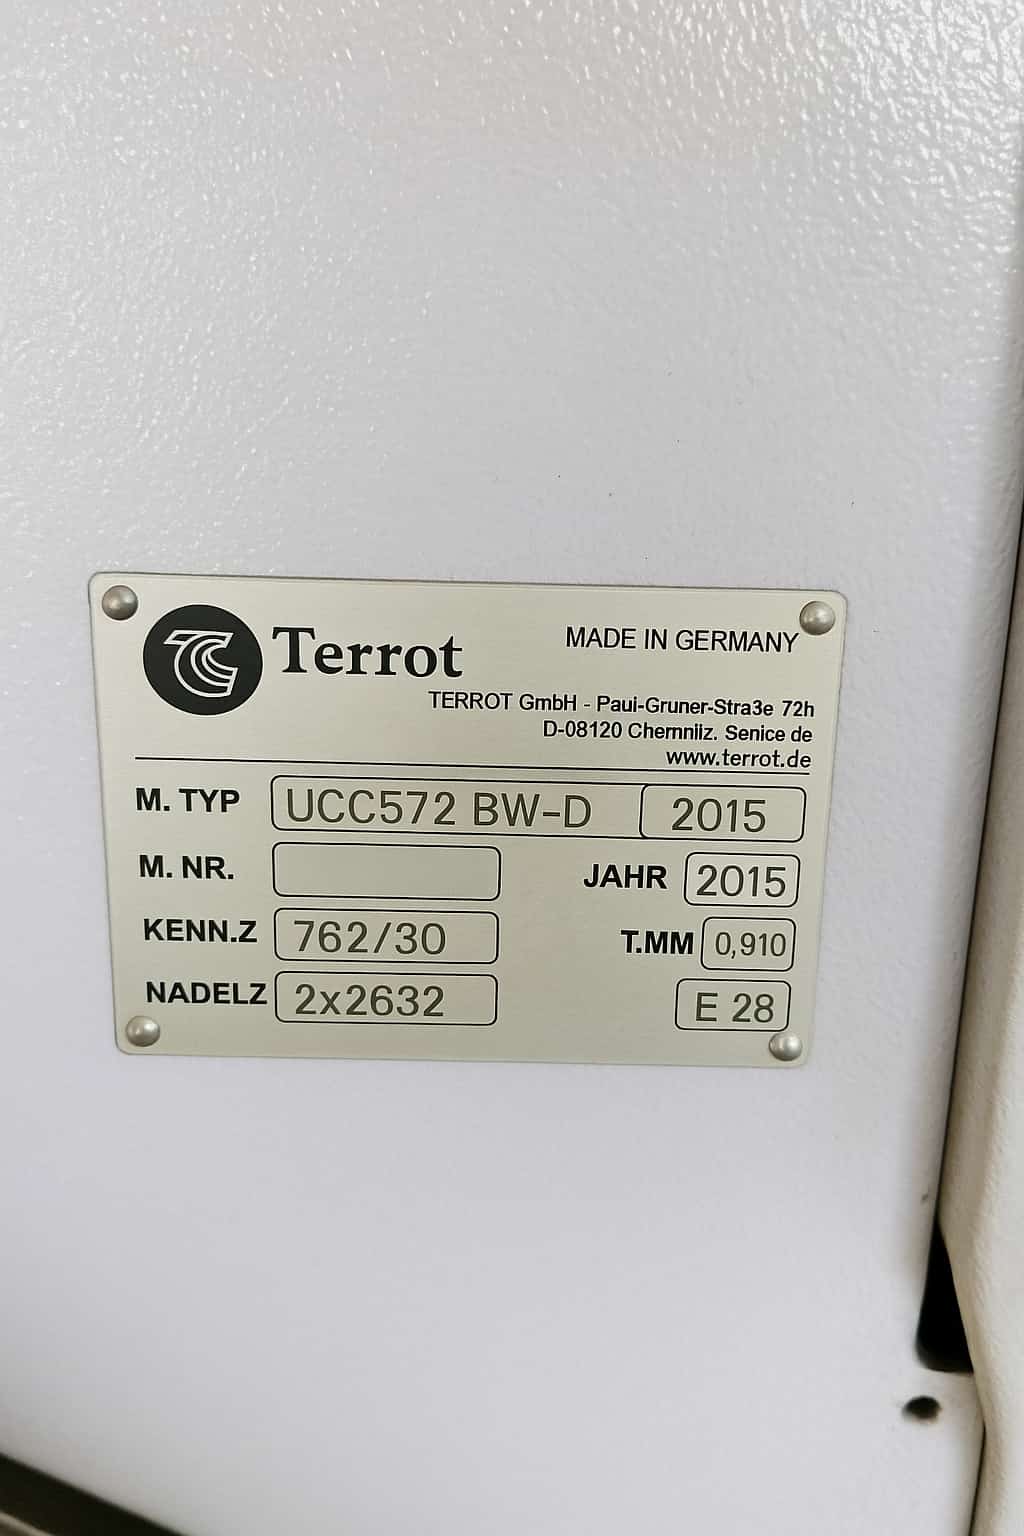 Terrot
MADE IN GERMANY
TERROT GmbH - Paui-Gruner-Stra3e 72h
D-08120 Chemnilz. Senice de
www.terrot.de
M. TYP UCC572 BW-D 2015
M. NR. JAHR 2015
KENN.Z 762/30 T.MM 0,910
NADELZ 2x2632 E 28